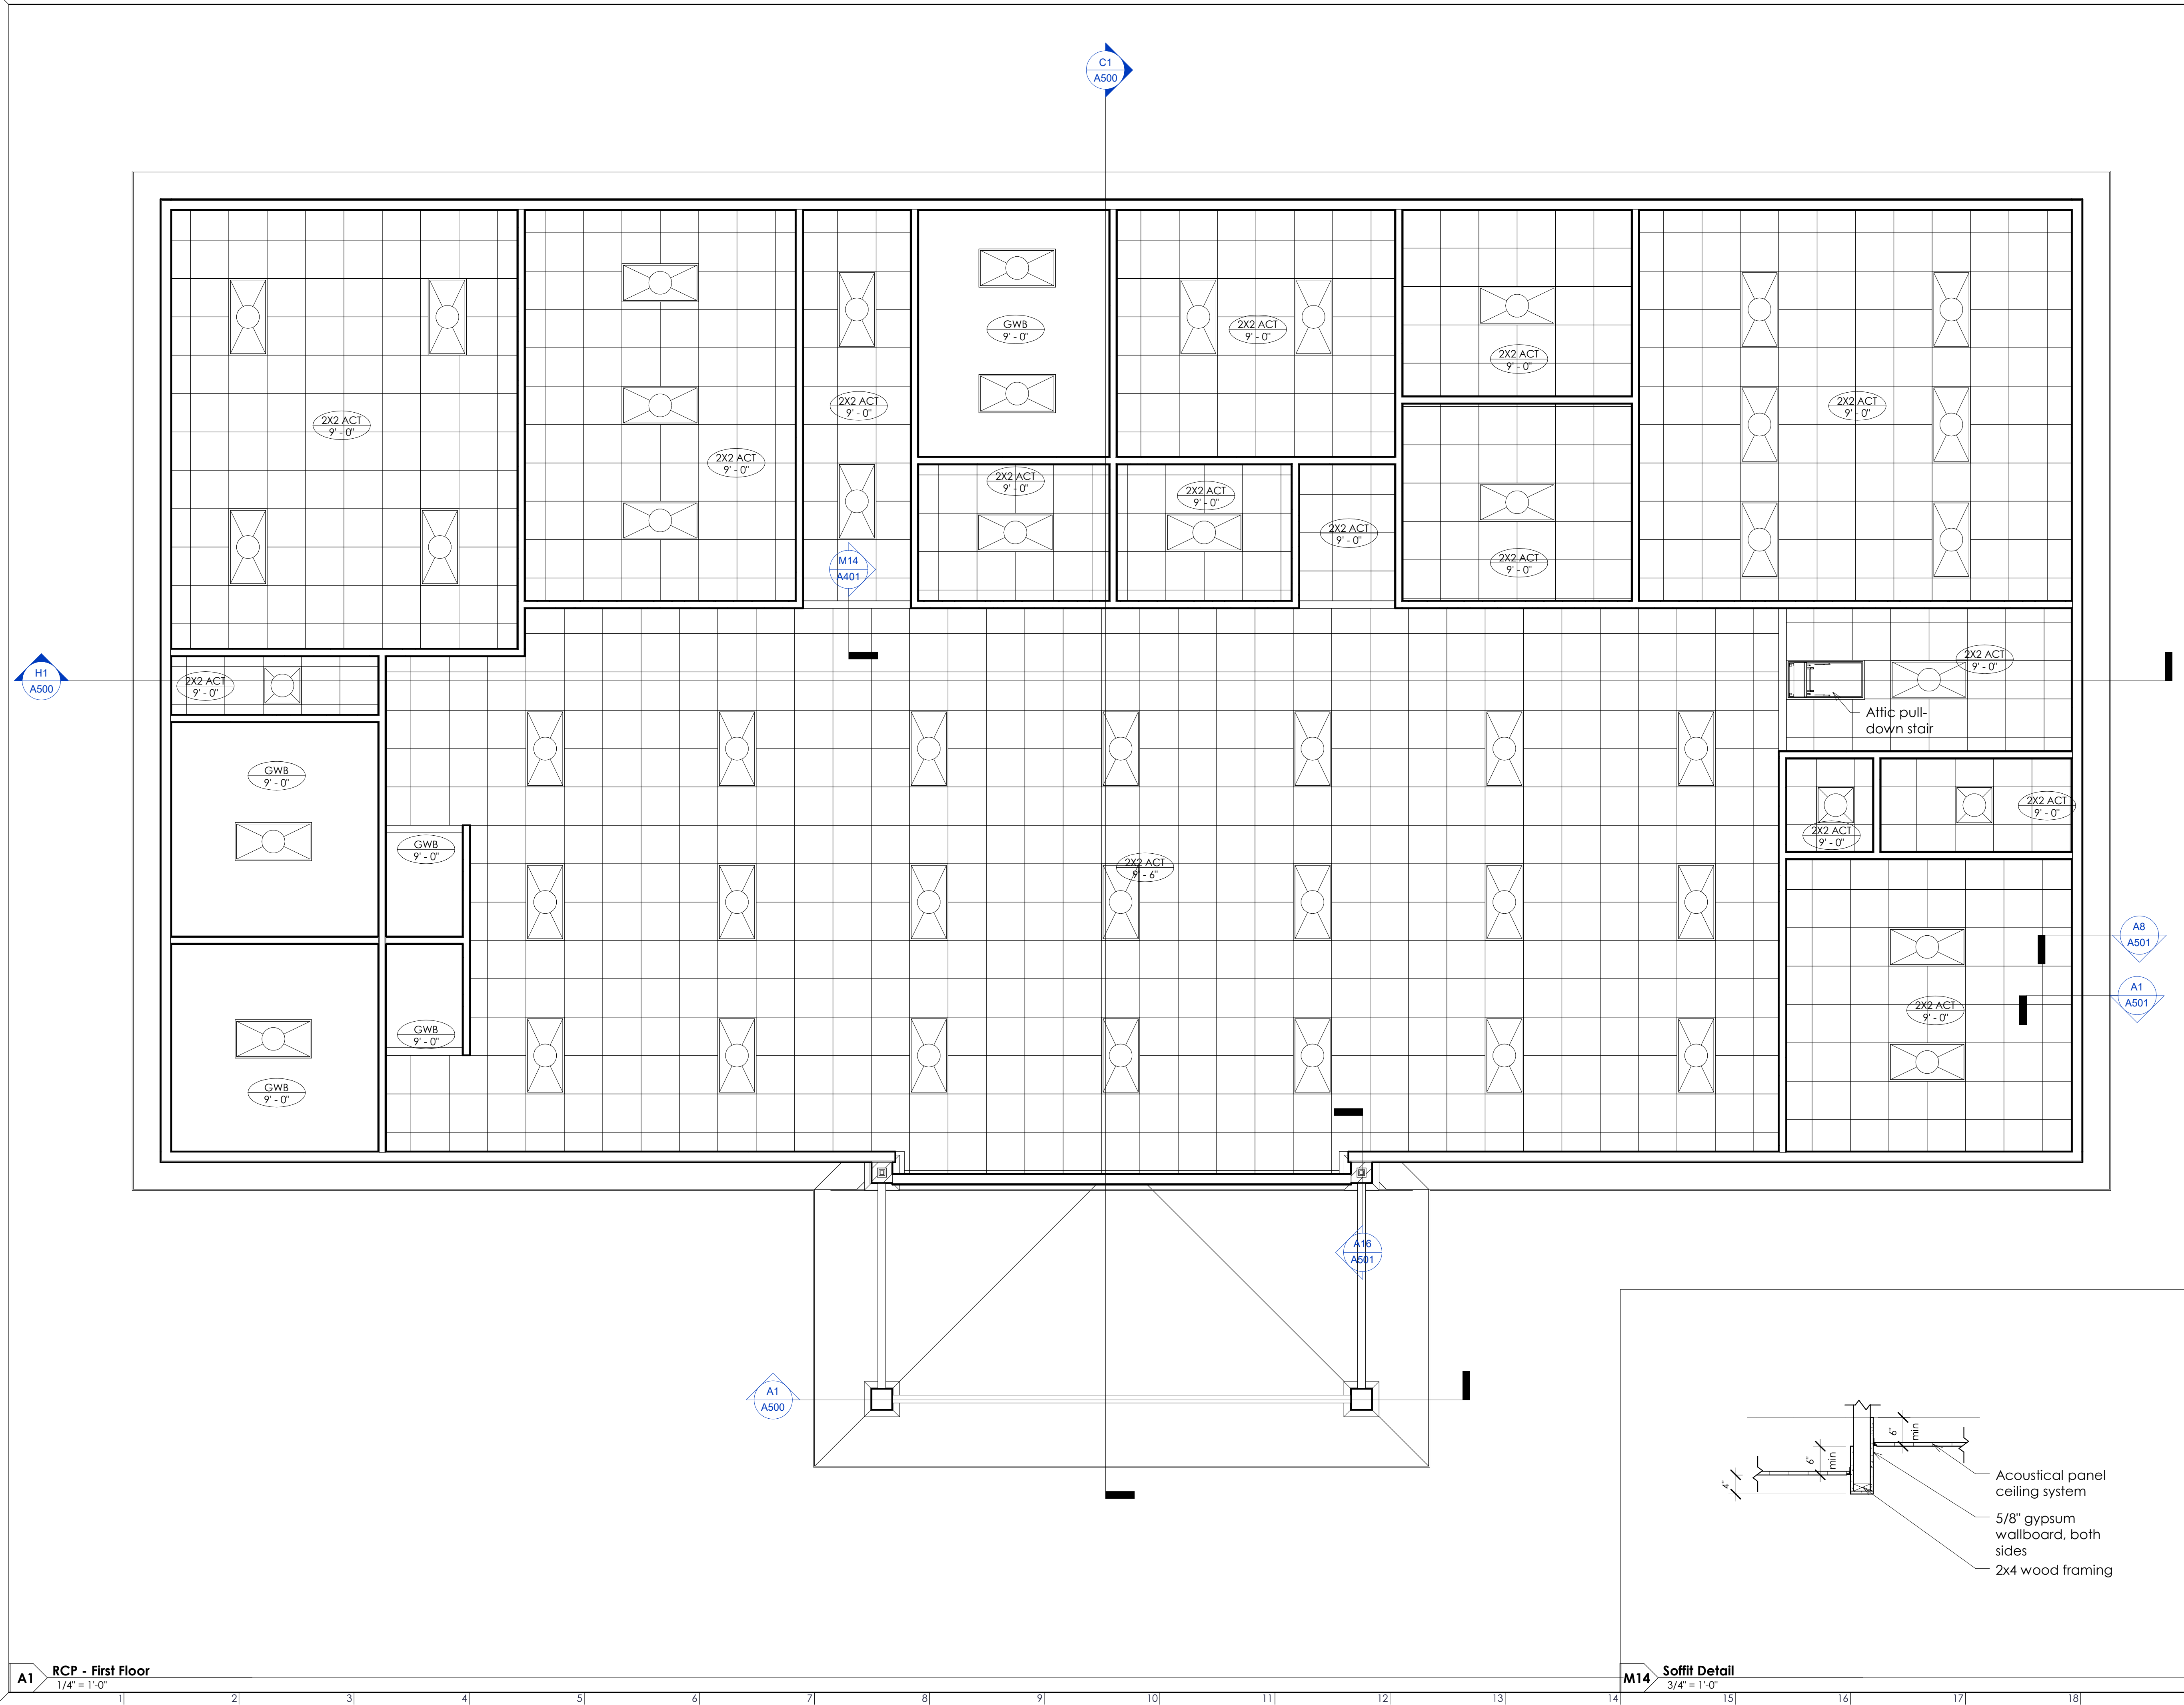 C1
A500
2X2 ACT
9' - 0"
2X2 ACT
9' - 0"
2X2 ACT
9' - 0"
GWB
9' - 0"
2X2 ACT
9' - 0"
2X2 ACT
9' - 0"
2X2 ACT
9' - 0"
2X2 ACT
9' - 0"
2X2 ACT
9' - 0"
2X2 ACT
9' - 0"
2X2 ACT
9' - 0"
2X2 ACT
9' - 0"
M14
A401
H1
A500
2X2 ACT
9' - 0"
2X2 ACT
9' - 0"
Attic pull-
down stair
GWB
9' - 0"
GWB
9' - 0"
2X2 ACT
9' - 6"
2X2 ACT
9' - 0"
2X2 ACT
9' - 0"
A8
A501
A1
A501
2X2 ACT
9' - 0"
GWB
9' - 0"
GWB
9' - 0"
A16
A501
A1
A500
6"
min
6"
min
4"
Acoustical panel
ceiling system
5/8" gypsum
wallboard, both
sides
2x4 wood framing
A1
RCP - First Floor
1/4" = 1'-0"
M14
Soffit Detail
3/4" = 1'-0"
1 2 3 4 5 6 7 8 9 10 11 12 13 14 15 16 17 18